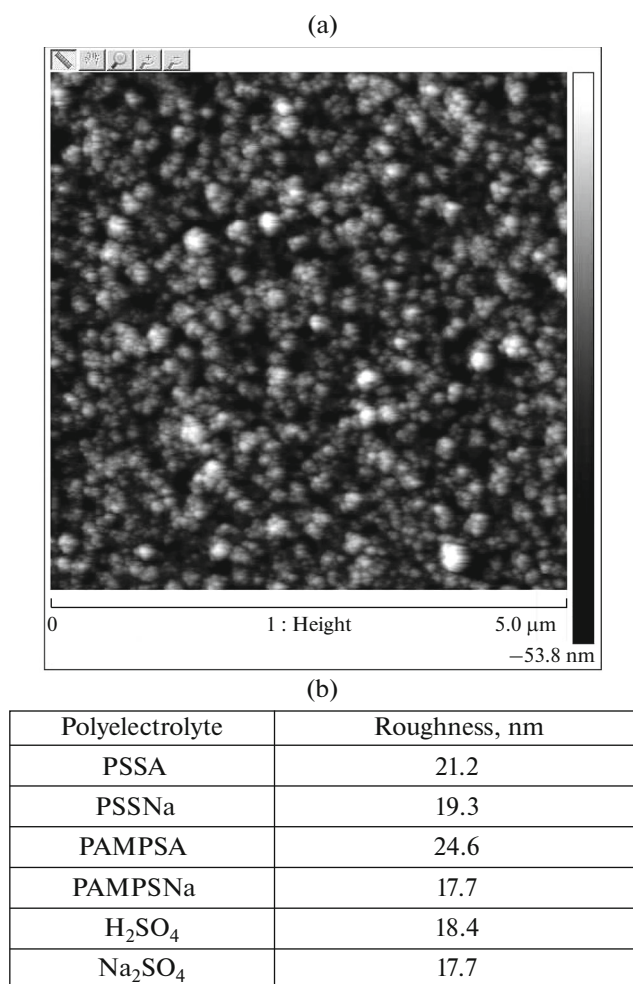 (a)
0 1 : Height 5.0 μm
−53.8 nm
(b)
Polyelectrolyte Roughness, nm
PSSA 21.2
PSSNa 19.3
PAMPSA 24.6
PAMPSNa 17.7
H₂SO₄ 18.4
Na₂SO₄ 17.7